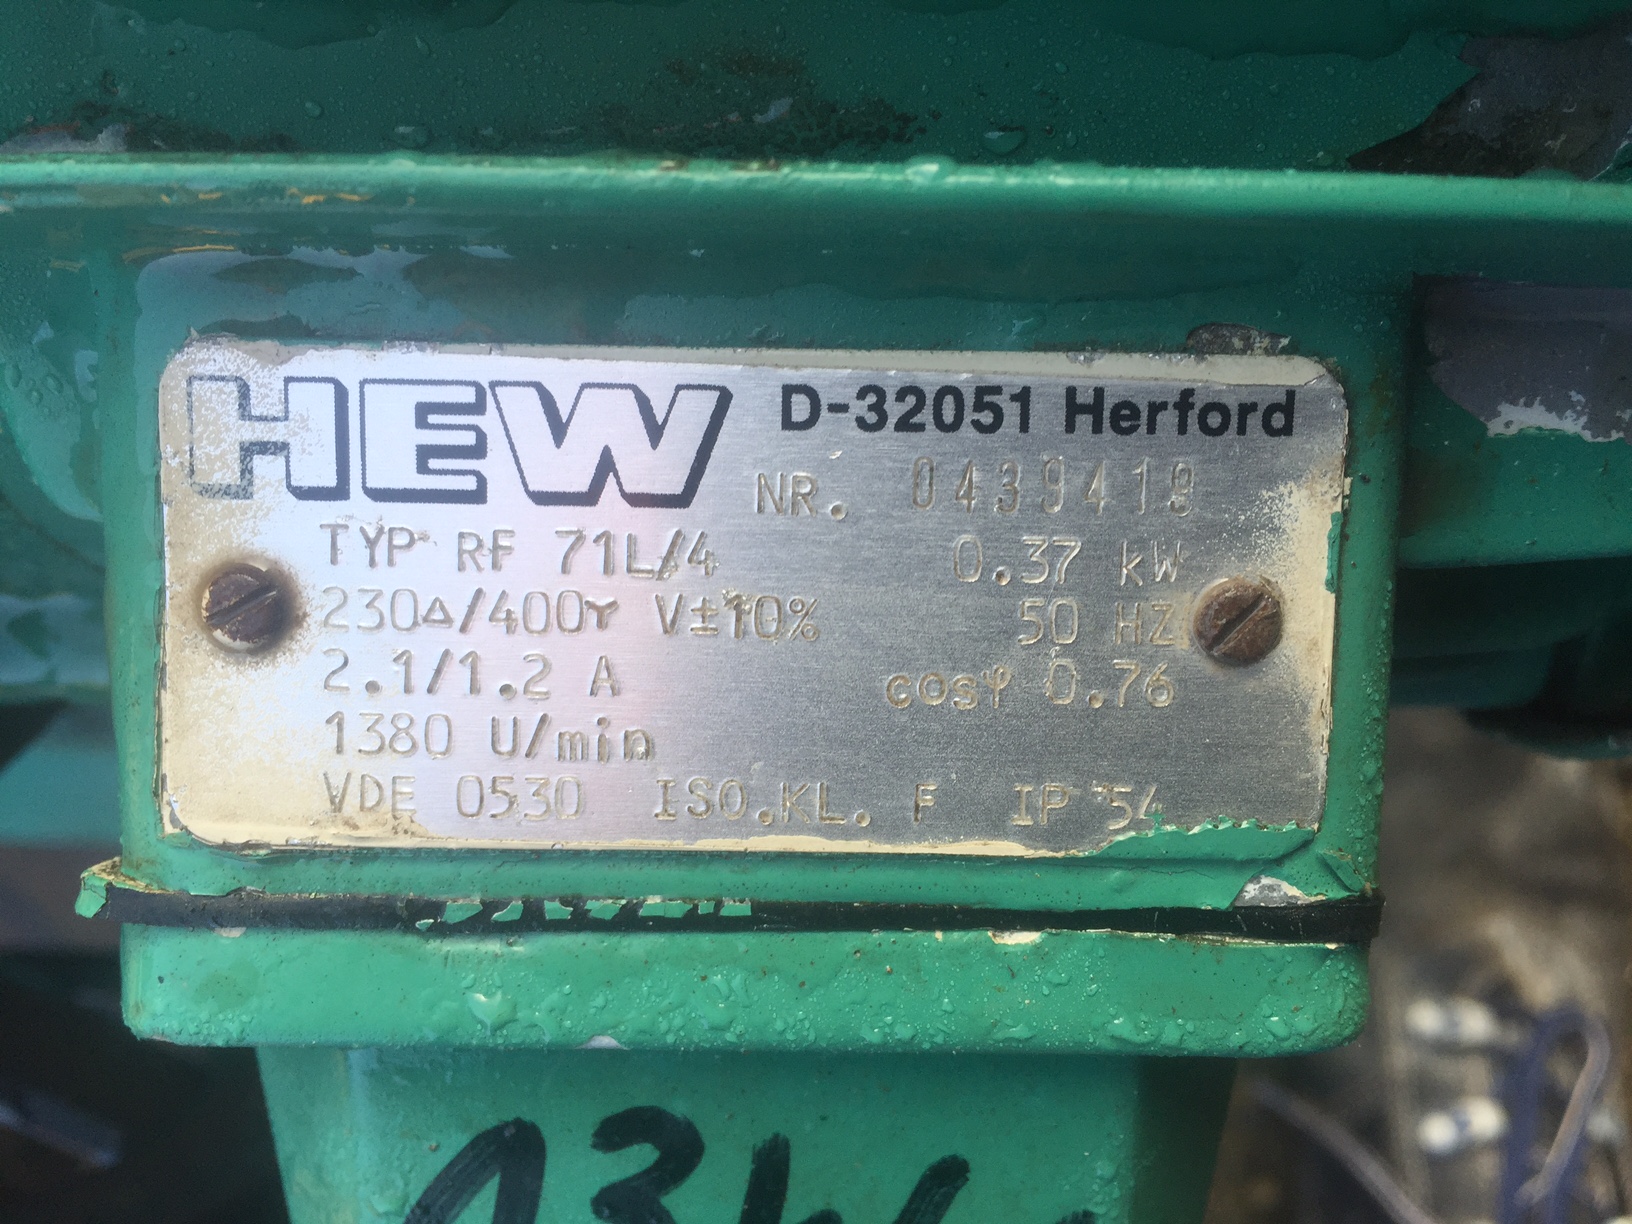 HEW D-32051 Herford
NR. 0439418
TYP RF 71L/4 0.37 kW
230△/400Y V±10% 50 HZ
2.1/1.2 A cosφ 0.76
1380 U/min
VDE 0530 ISO.KL. F IP 54